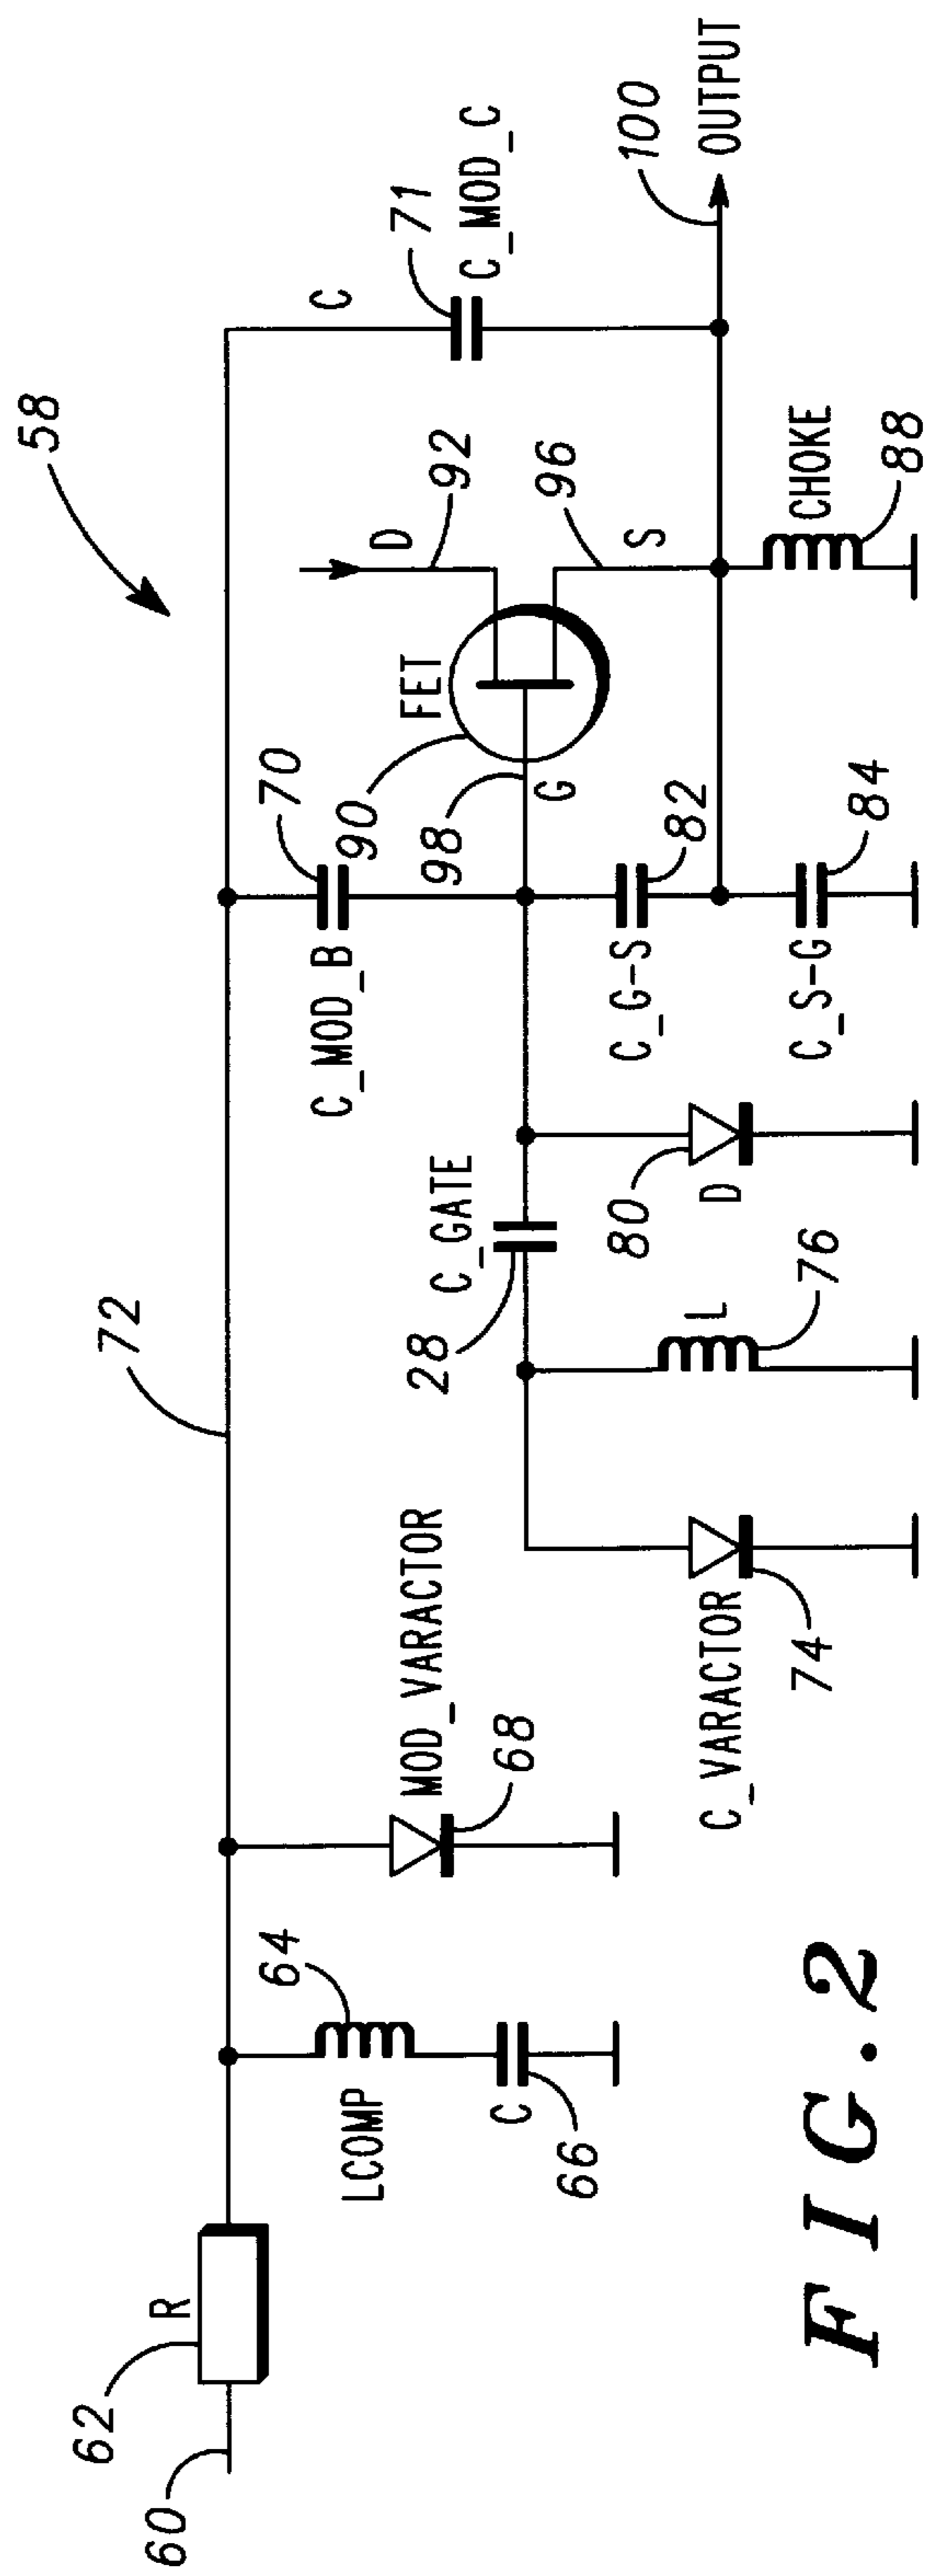 58
60
62
R
LCOMP
64
C
66
MOD_VARACTOR
68
72
C_VARACTOR
74
L
76
28
C_GATE
D
80
C_MOD_B
70
C_G-S
82
C_S-G
84
90
98
G
FET
D
92
S
96
CHOKE
88
C
71
C_MOD_C
100
OUTPUT
FIG.2